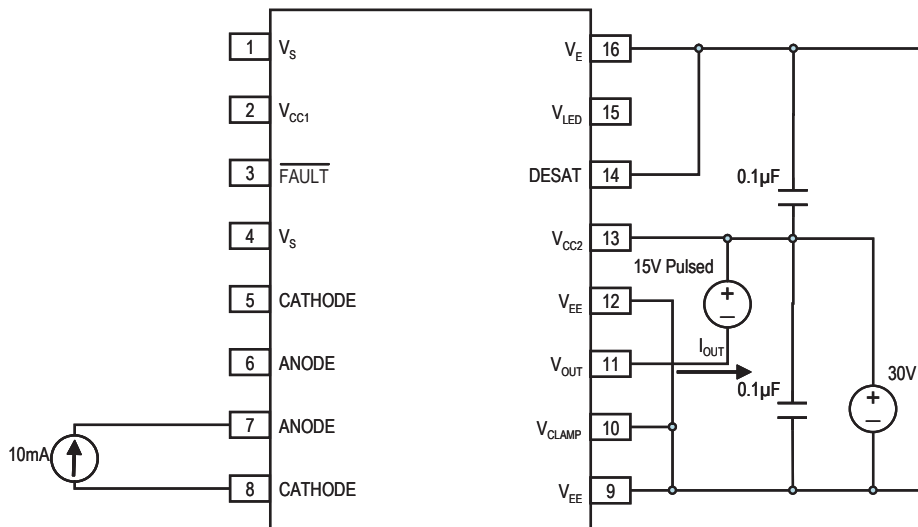 1 V_S
2 V_CC1
3 FAULT
4 V_S
5 CATHODE
6 ANODE
7 ANODE
8 CATHODE
10mA
V_E 16
V_LED 15
DESAT 14
V_CC2 13
V_EE 12
V_OUT 11
V_CLAMP 10
V_EE 9
0.1µF
15V Pulsed
+
–
I_OUT
0.1µF
30V
+
–